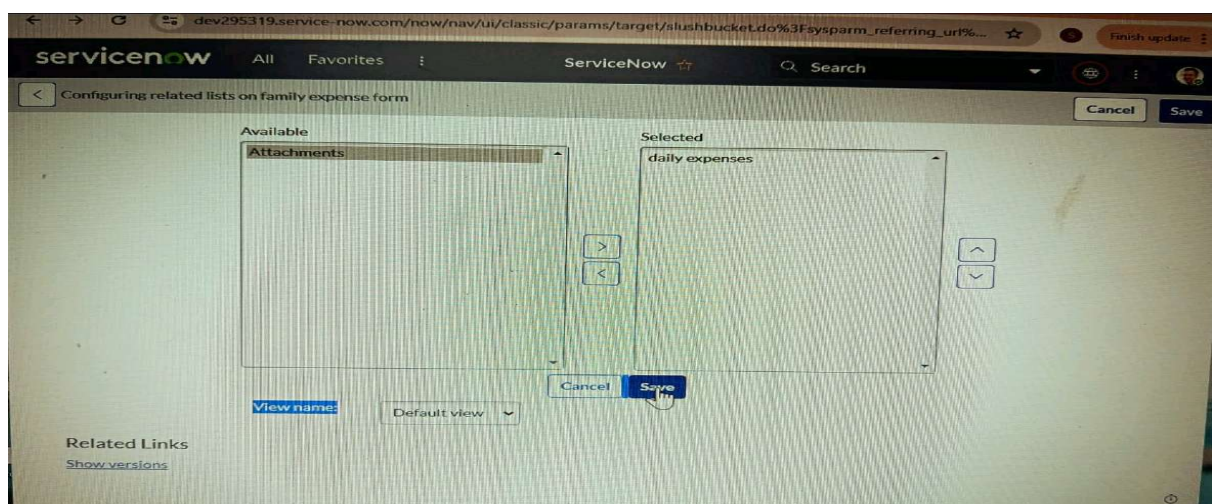 dev295319.service-now.com/now/nav/ui/classic/params/target/slushbucket.do%3Fsysparm_referring_url%... Finish update
servicenow All Favorites ServiceNow Search
Configuring related lists on family expense form Cancel Save
Available Selected
Attachments daily expenses
Cancel Save
View name: Default view
Related Links
Show versions